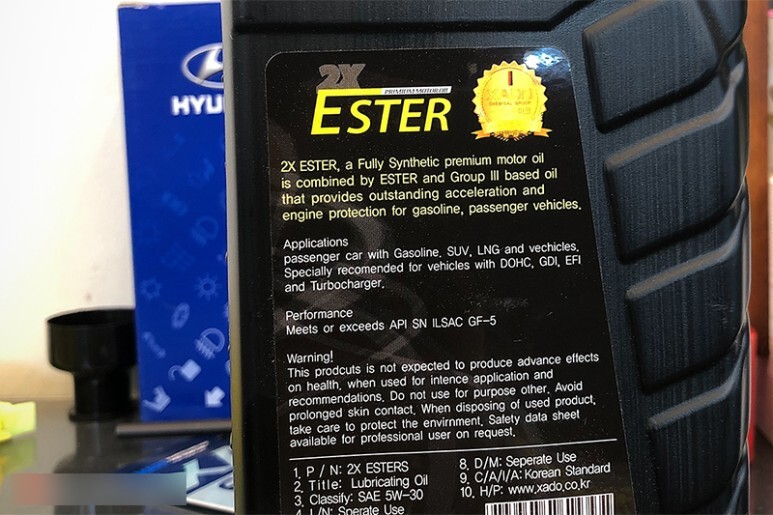 HYU
2X
PREMIUM MOTOR OIL
ESTER
2X ESTER, a Fully Synthetic premium motor oil
is combined by ESTER and Group III based oil
that provides outstanding acceleration and
engine protection for gasoline, passenger vehicles.
Applications
passenger car with Gasoline, SUV, LNG and vechicles,
Specially recomended for vehicles with DOHC, GDI, EFI
and Turbocharger.
Performance
Meets or exceeds API SN ILSAC GF-5
Warning!
This prodcuts is not expected to produce advance effects
on health, when used for intence application and
recommendations. Do not use for purpose other. Avoid
prolonged skin contact. When disposing of used product,
take care to protect the envirnment. Safety data sheet
available for professional user on request.
1. P / N: 2X ESTERS
2. Title: Lubricating Oil
3. Classify: SAE 5W-30
4. L/N: Sperate Use
8. D/M: Seperate Use
9. C/A/I/A: Korean Standard
10. H/P: www.xado.co.kr